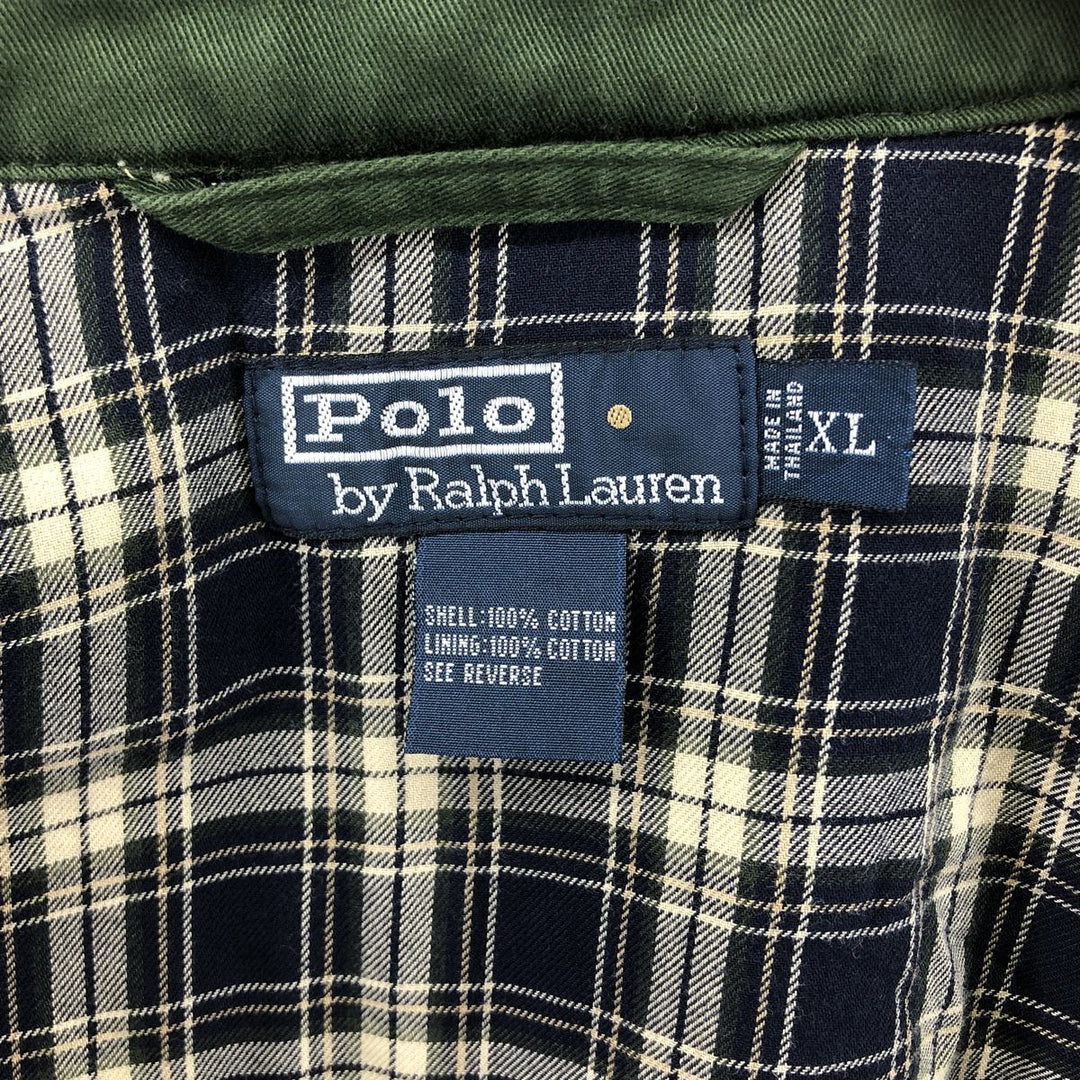 Polo
by Ralph Lauren
MADE IN
THAILAND
XL
SHELL:100% COTTON
LINING:100% COTTON
SEE REVERSE